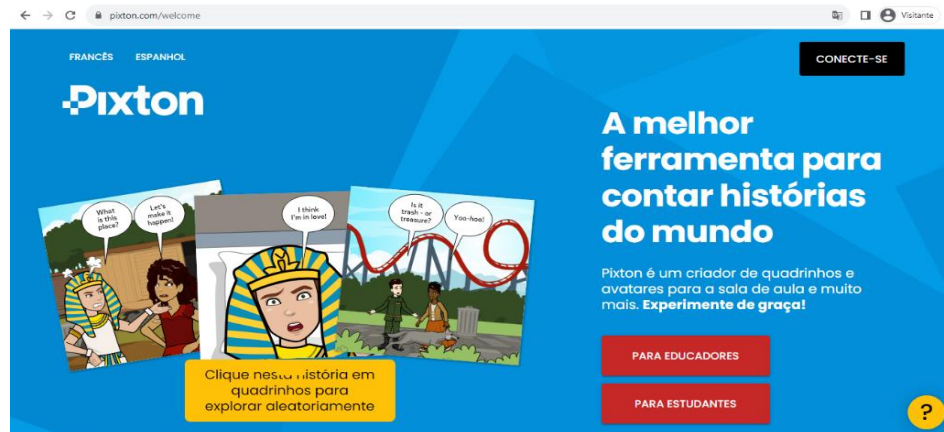 pixton.com/welcome
Visitante
FRANCÊS ESPANHOL
CONECTE-SE
Pixton
A melhor
ferramenta para
contar histórias
do mundo
What
is this
place?
Let's
make it
happen!
I think
I'm in love!
Is it
trash - or
treasure?
Yoo-hoo!
Pixton é um criador de quadrinhos e
avatares para a sala de aula e muito
mais. Experimente de graça!
PARA EDUCADORES
Clique nesta história em
quadrinhos para
explorar aleatoriamente
PARA ESTUDANTES
?